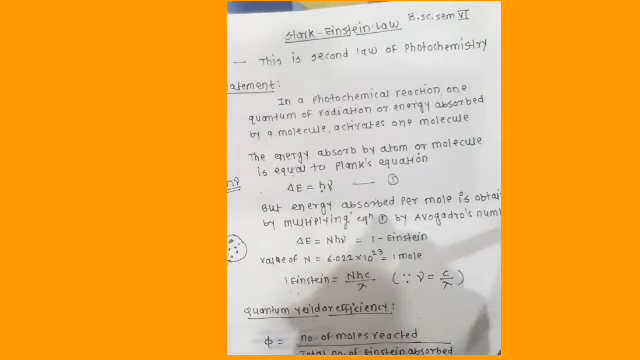 Stark-Einstein-Law B.sc.sem VI
— This is second law of Photochemistry
atement:
In a Photochemical reaction, one
quantum of radiation or energy absorbed
by a molecule, activates one molecule
The energy absorb by atom or molecule
is equal to Plank's equation
ΔE = hν —— ①
But energy absorbed per mole is obtai
by multiplying eqn ① by Avogadro's num
ΔE = Nhν = 1 - Einstein
value of N = 6.022 × 10²³ = 1 mole
1 Einstein = Nhc/λ (∵ ν = c/λ)
Quantum Yeild or efficiency:
ϕ = no. of moles reacted
Total no. of Einstein absorbed